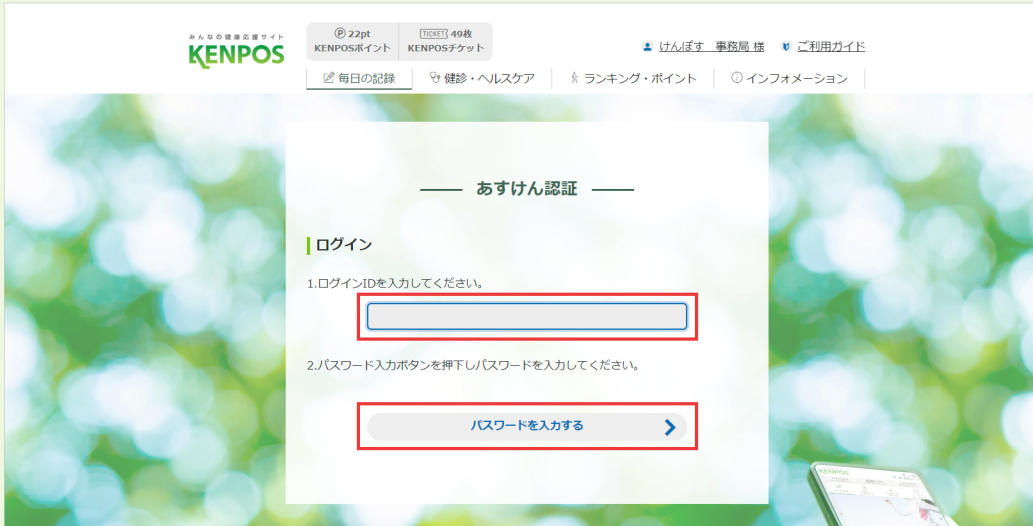 みんなの健康応援サイト
KENPOS
Ⓟ 22pt
KENPOSポイント
TICKET 49枚
KENPOSチケット
けんぽす　事務局 様
ご利用ガイド
毎日の記録
健診・ヘルスケア
ランキング・ポイント
インフォメーション
あすけん認証
ログイン
1.ログインIDを入力してください。
2.パスワード入力ボタンを押下しパスワードを入力してください。
パスワードを入力する
KENPOS